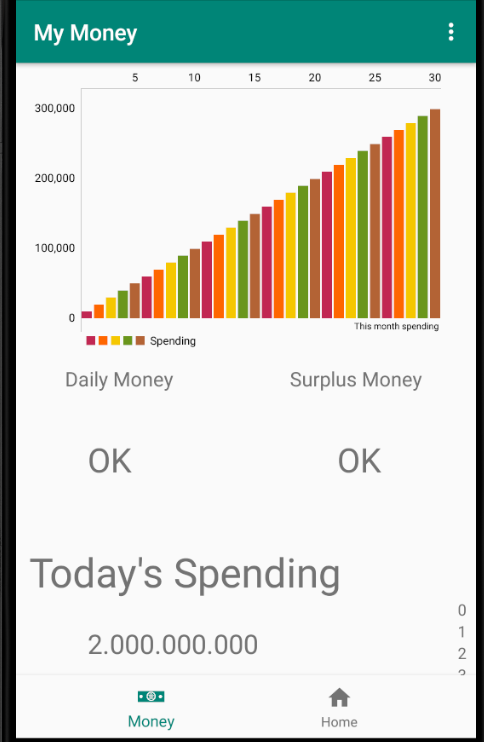 My Money
5 10 15 20 25 30
300,000
200,000
100,000
0
This month spending
Spending
Daily Money Surplus Money
OK OK
Today's Spending
0
1
2.000.000.000
2
Money Home